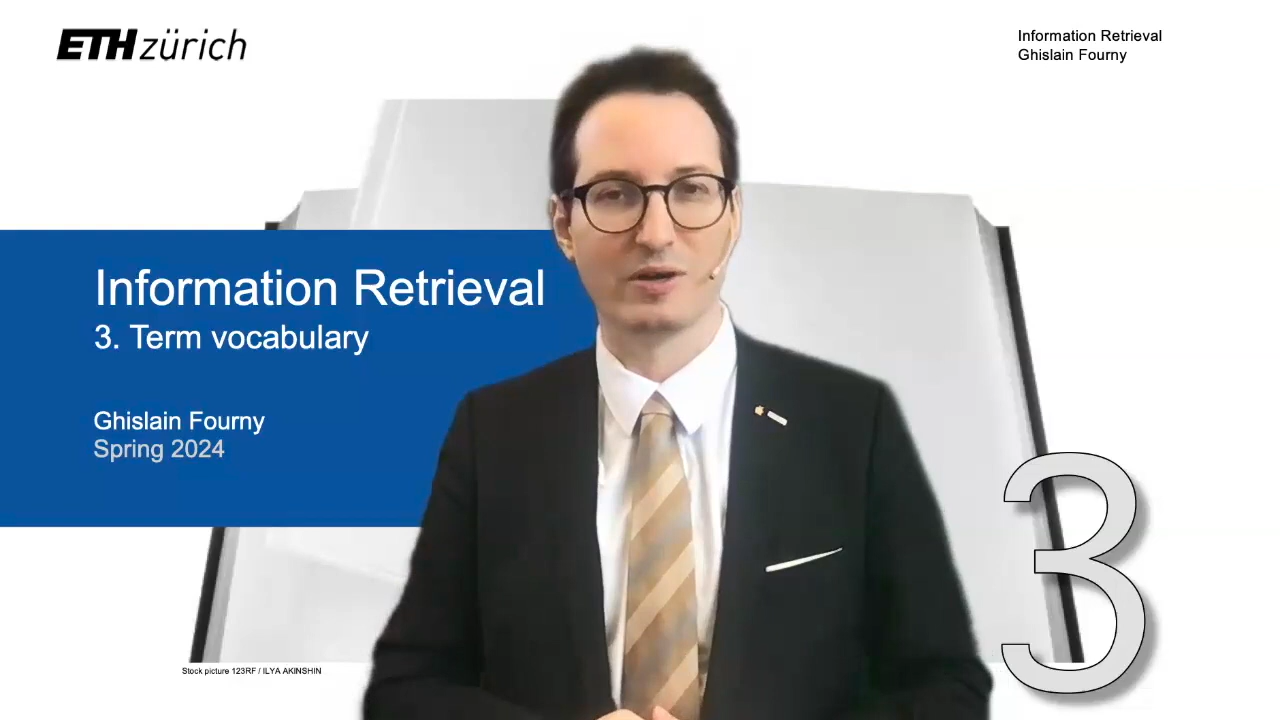 ETH zürich
Information Retrieval
Ghislain Fourny
Information Retrieval
3. Term vocabulary
Ghislain Fourny
Spring 2024
3
Stock picture 123RF / ILYA AKINSHIN